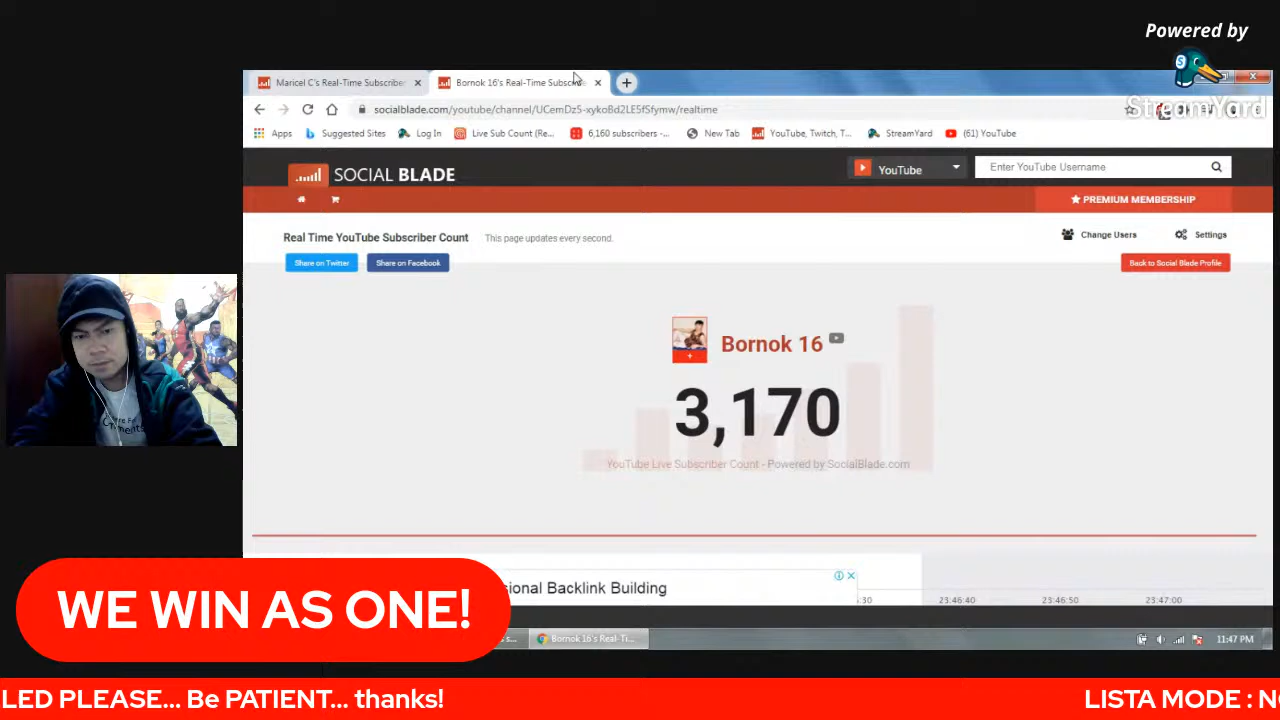 Powered by
StreamYard
Maricel C's Real-Time Subscriber
Bornok 16's Real-Time Subsc
socialblade.com/youtube/channel/UCemDz5-xykoBd2LE5fSfymw/realtime
Apps
Suggested Sites
Log In
Live Sub Count (Re...
6,160 subscribers -...
New Tab
YouTube, Twitch, T...
StreamYard
(61) YouTube
SOCIAL BLADE
YouTube
Enter YouTube Username
PREMIUM MEMBERSHIP
Real Time YouTube Subscriber Count
This page updates every second.
Change Users
Settings
Share on Twitter
Share on Facebook
Back to Social Blade Profile
Bornok 16
3,170
YouTube Live Subscriber Count - Powered by SocialBlade.com
sional Backlink Building
:30
23:46:40
23:46:50
23:47:00
WE WIN AS ONE!
Bornok 16's Real-Ti...
11:47 PM
LED PLEASE... Be PATIENT... thanks!
LISTA MODE : N